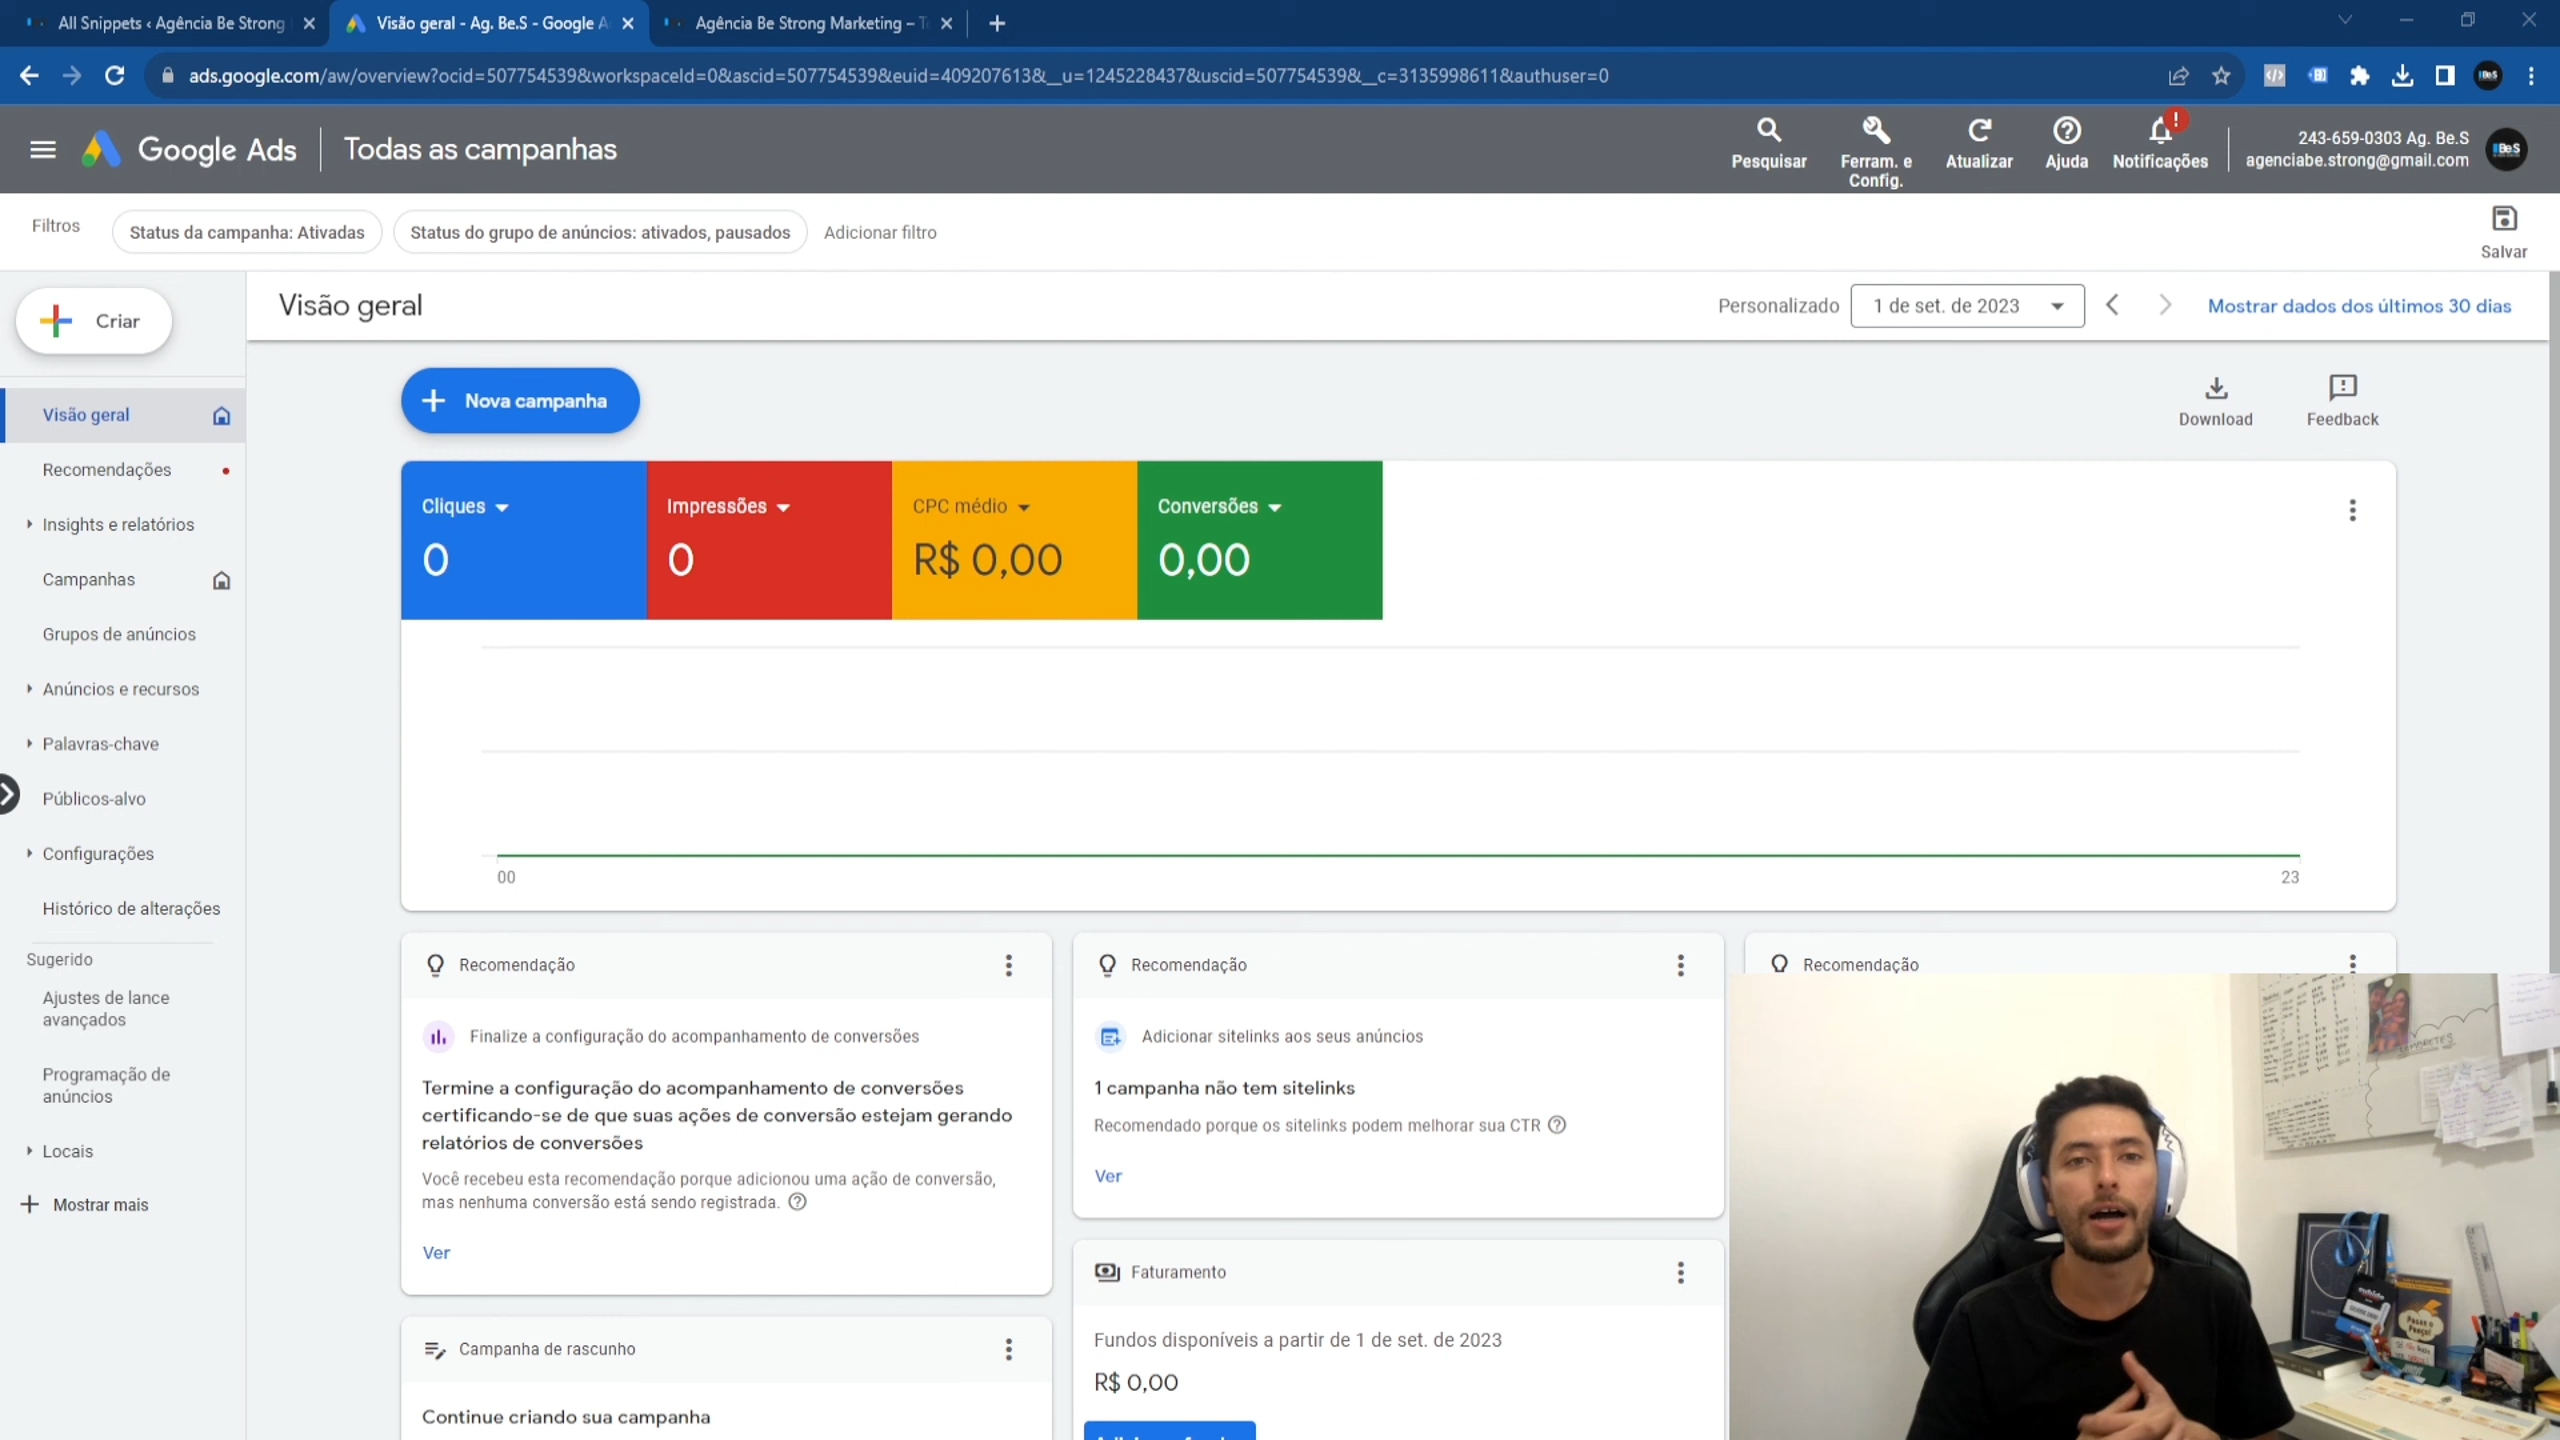 All Snippets ‹ Agência Be Strong
Visão geral - Ag. Be.S - Google A
Agência Be Strong Marketing – T
ads.google.com/aw/overview?ocid=507754539&workspaceId=0&ascid=507754539&euid=409207613&__u=1245228437&uscid=507754539&__c=3135998611&authuser=0
Google Ads
Todas as campanhas
Pesquisar
Ferram. e
Config.
Atualizar
Ajuda
Notificações
243-659-0303 Ag. Be.S
agenciabe.strong@gmail.com
Be.S
Filtros
Status da campanha: Ativadas
Status do grupo de anúncios: ativados, pausados
Adicionar filtro
Salvar
Criar
Visão geral
Personalizado
1 de set. de 2023
Mostrar dados dos últimos 30 dias
Visão geral
Recomendações
Insights e relatórios
Campanhas
Grupos de anúncios
Anúncios e recursos
Palavras-chave
Públicos-alvo
Configurações
Histórico de alterações
Sugerido
Ajustes de lance
avançados
Programação de
anúncios
Locais
Mostrar mais
Nova campanha
Download
Feedback
Cliques
0
Impressões
0
CPC médio
R$ 0,00
Conversões
0,00
00
23
Recomendação
Finalize a configuração do acompanhamento de conversões
Termine a configuração do acompanhamento de conversões
certificando-se de que suas ações de conversão estejam gerando
relatórios de conversões
Você recebeu esta recomendação porque adicionou uma ação de conversão,
mas nenhuma conversão está sendo registrada.
Ver
Campanha de rascunho
Continue criando sua campanha
Recomendação
Adicionar sitelinks aos seus anúncios
1 campanha não tem sitelinks
Recomendado porque os sitelinks podem melhorar sua CTR
Ver
Faturamento
Fundos disponíveis a partir de 1 de set. de 2023
R$ 0,00
Recomendação